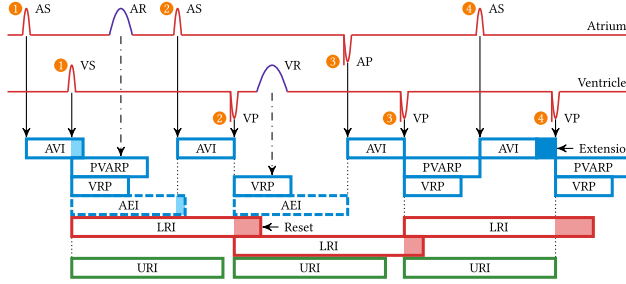 1 AS AR 2 AS 4 AS
Atrium
3 AP
1 VS VR
Ventricle
2 VP 3 VP 4 VP
AVI AVI AVI AVI Extensio
PVARP PVARP PVARP
VRP VRP VRP VRP
AEI AEI
LRI Reset LRI
LRI
URI URI URI